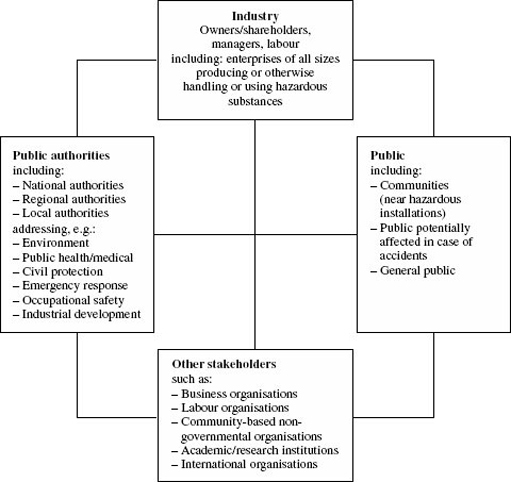 Industry
Owners/shareholders,
managers, labour
including: enterprises of all sizes
producing or otherwise
handling or using hazardous
substances
Public authorities
including:
– National authorities
– Regional authorities
– Local authorities
addressing, e.g.:
– Environment
– Public health/medical
– Civil protection
– Emergency response
– Occupational safety
– Industrial development
Public
including:
– Communities
(near hazardous
installations)
– Public potentially
affected in case of
accidents
– General public
Other stakeholders
such as:
– Business organisations
– Labour organisations
– Community-based non-
governmental organisations
– Academic/research institutions
– International organisations